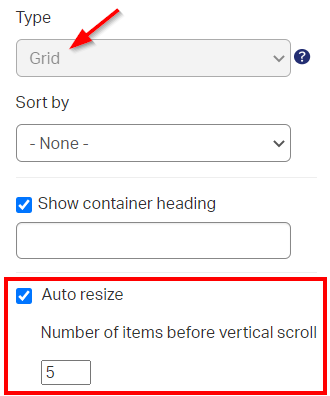 Type
Grid
?
Sort by
- None -
Show container heading
Auto resize
Number of items before vertical scroll
5